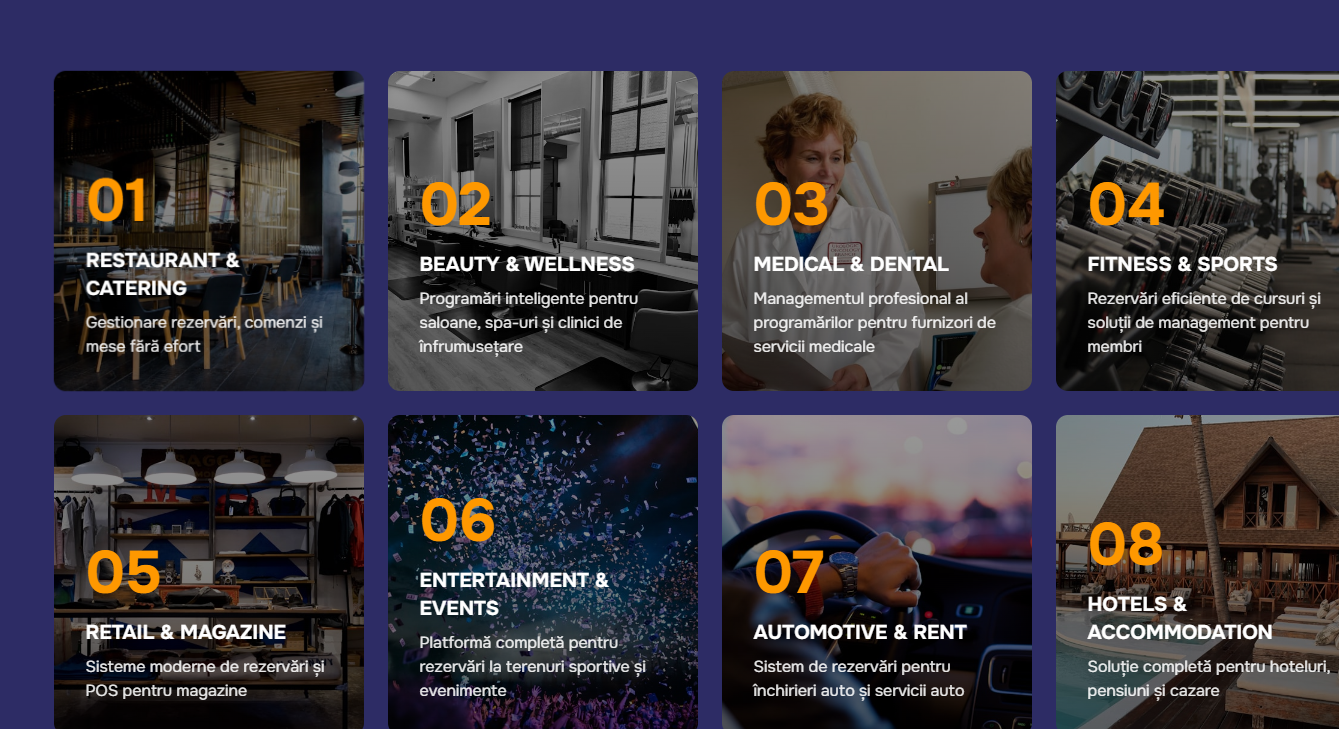 01
RESTAURANT &
CATERING
Gestionare rezervări, comenzi și
mese fără efort
02
BEAUTY & WELLNESS
Programări inteligente pentru
saloane, spa-uri și clinici de
înfrumusețare
03
MEDICAL & DENTAL
Managementul profesional al
programărilor pentru furnizori de
servicii medicale
04
FITNESS & SPORTS
Rezervări eficiente de cursuri și
soluții de management pentru
membri
05
RETAIL & MAGAZINE
Sisteme moderne de rezervări și
POS pentru magazine
06
ENTERTAINMENT &
EVENTS
Platformă completă pentru
rezervări la terenuri sportive și
evenimente
07
AUTOMOTIVE & RENT
Sistem de rezervări pentru
închirieri auto și servicii auto
08
HOTELS &
ACCOMMODATION
Soluție completă pentru hoteluri,
pensiuni și cazare